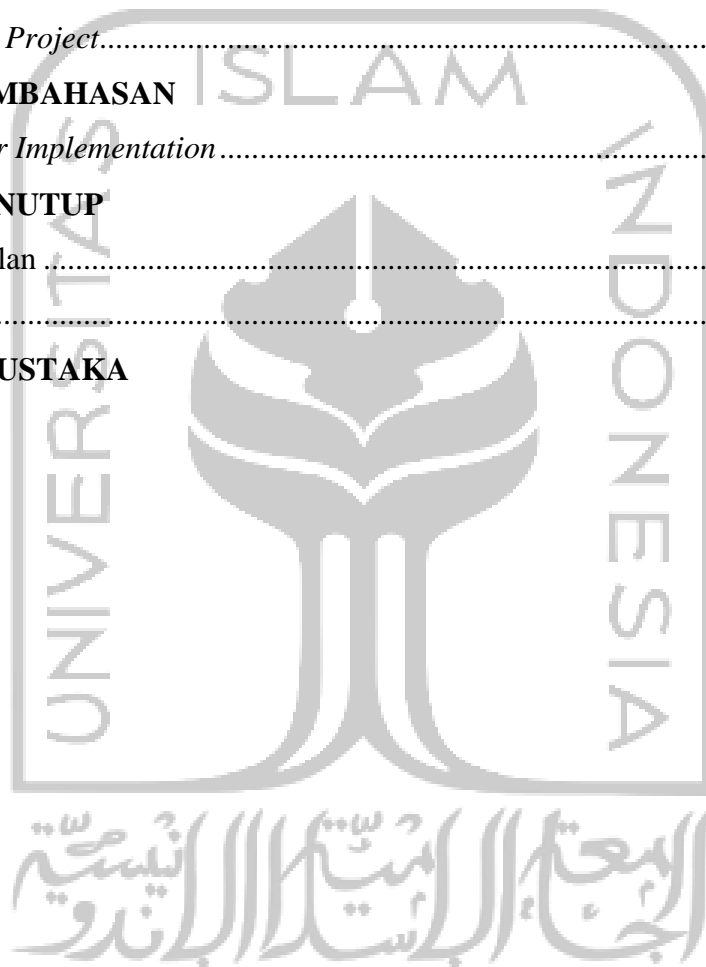 Project.....................................................................................
MBAHASAN
r Implementation.....................................................................
NUTUP
lan.............................................................................................
....................................................................................................
USTAKA
UNIVERSITAS
ISLAM
INDONESIA